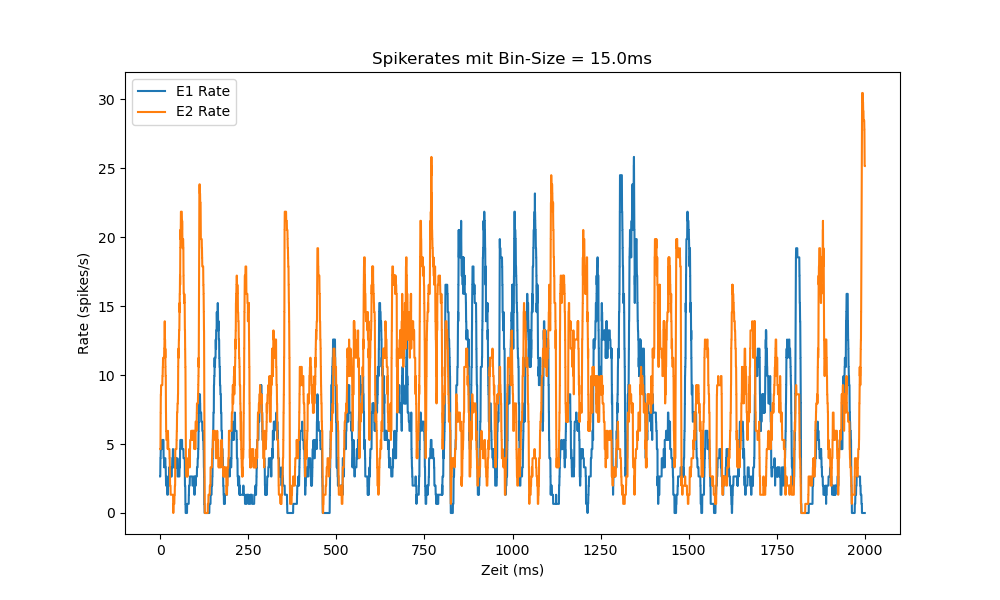 Spikerates mit Bin-Size = 15.0ms
E1 Rate
E2 Rate
30
25
20
15
10
5
0
Rate (spikes/s)
0 250 500 750 1000 1250 1500 1750 2000
Zeit (ms)